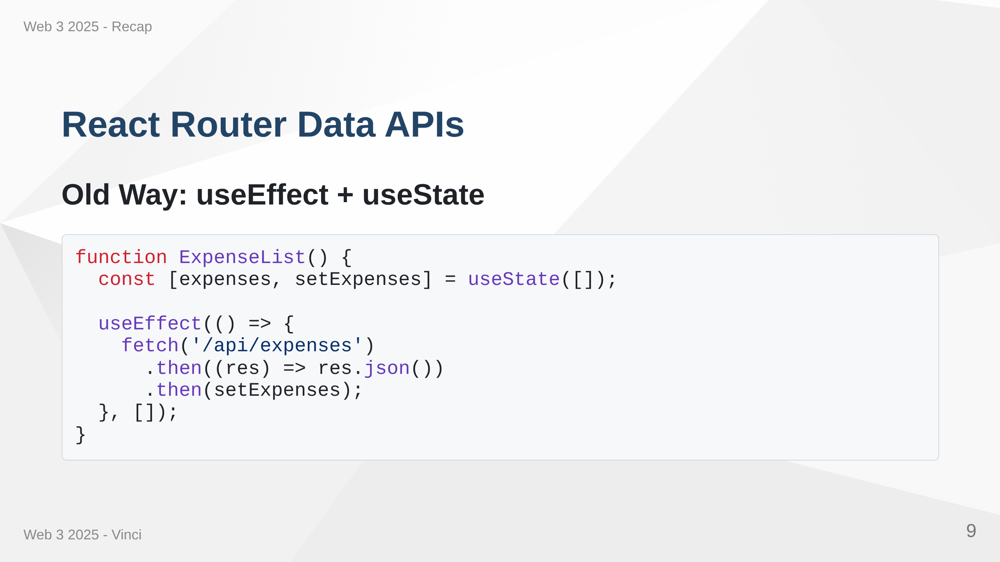 Web 3 2025 - Recap
React Router Data APIs
Old Way: useEffect + useState
function ExpenseList() {
  const [expenses, setExpenses] = useState([]);

  useEffect(() => {
    fetch('/api/expenses')
      .then((res) => res.json())
      .then(setExpenses);
  }, []);
}
Web 3 2025 - Vinci
9